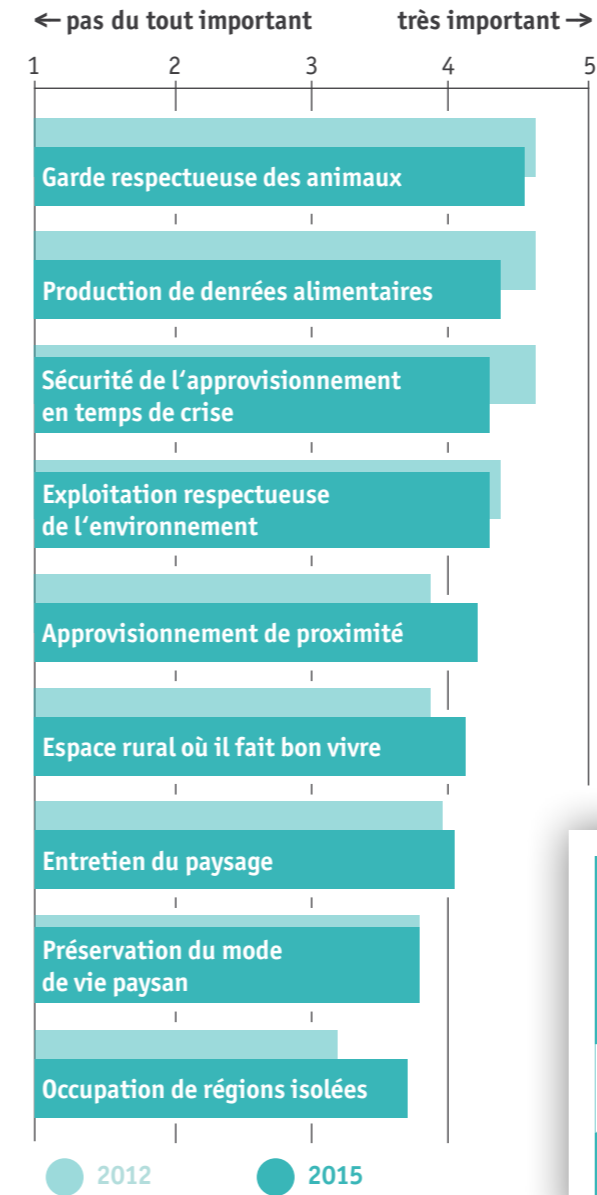 ← pas du tout important très important →
1 2 3 4 5
Garde respectueuse des animaux
Production de denrées alimentaires
Sécurité de l‘approvisionnement
en temps de crise
Exploitation respectueuse
de l‘environnement
Approvisionnement de proximité
Espace rural où il fait bon vivre
Entretien du paysage
Préservation du mode
de vie paysan
Occupation de régions isolées
2012 2015